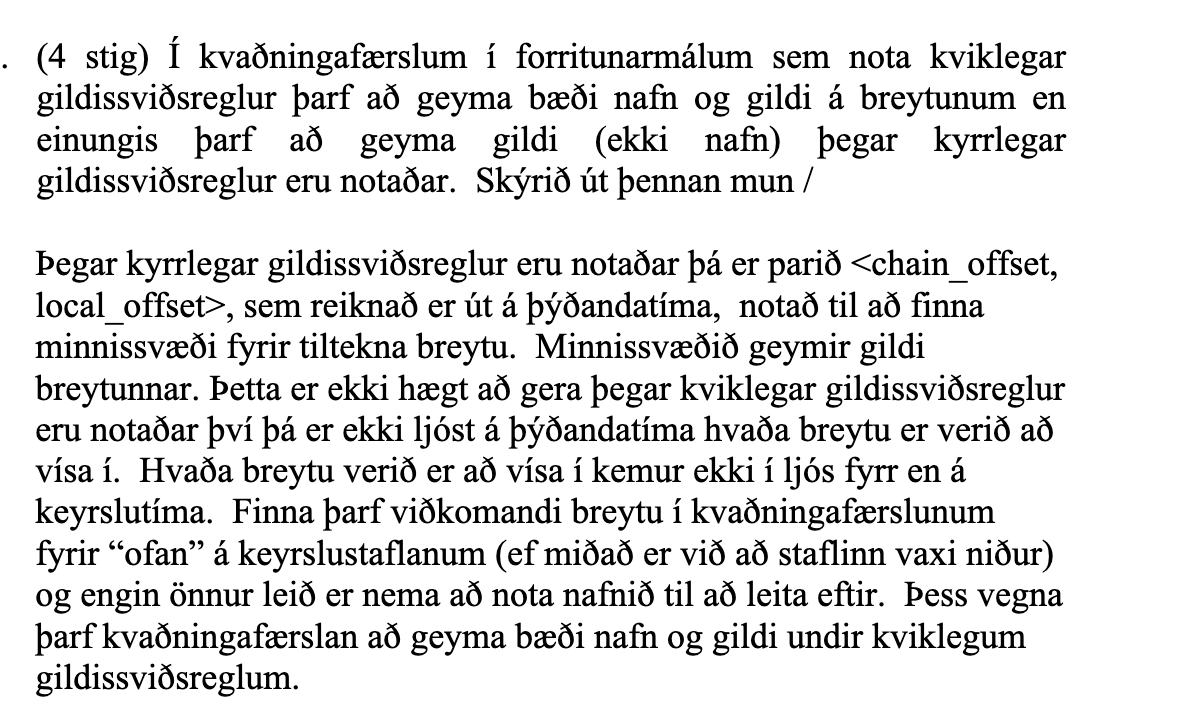 . (4 stig) Í kvaðningafærslum í forritunarmálum sem nota kviklegar
gildissviðsreglur þarf að geyma bæði nafn og gildi á breytunum en
einungis þarf að geyma gildi (ekki nafn) þegar kyrrlegar
gildissviðsreglur eru notaðar. Skýrið út þennan mun /
Þegar kyrrlegar gildissviðsreglur eru notaðar þá er parið <chain_offset,
local_offset>, sem reiknað er út á þýðandatíma, notað til að finna
minnissvæði fyrir tiltekna breytu. Minnissvæðið geymir gildi
breytunnar. Þetta er ekki hægt að gera þegar kviklegar gildissviðsreglur
eru notaðar því þá er ekki ljóst á þýðandatíma hvaða breytu er verið að
vísa í. Hvaða breytu verið er að vísa í kemur ekki í ljós fyrr en á
keyrslutíma. Finna þarf viðkomandi breytu í kvaðningafærslunum
fyrir “ofan” á keyrslustaflanum (ef miðað er við að staflinn vaxi niður)
og engin önnur leið er nema að nota nafnið til að leita eftir. Þess vegna
þarf kvaðningafærslan að geyma bæði nafn og gildi undir kviklegum
gildissviðsreglum.